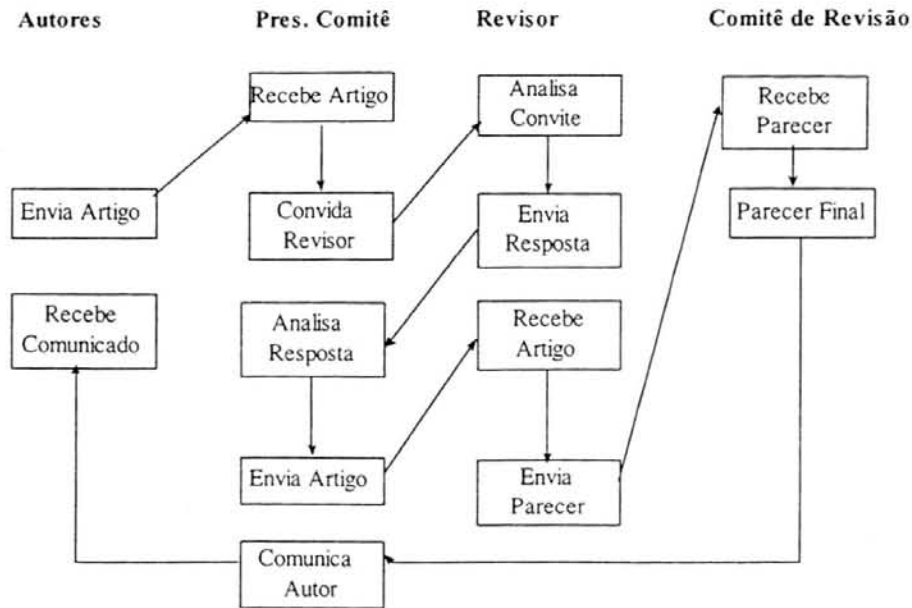 Autores
Pres. Comitê
Revisor
Comitê de Revisão
Recebe Artigo
Analisa
Convite
Recebe
Parecer
Envia Artigo
Convida
Revisor
Envia
Resposta
Parecer Final
Recebe
Comunicado
Analisa
Resposta
Recebe
Artigo
Envia Artigo
Envia
Parecer
Comunica
Autor